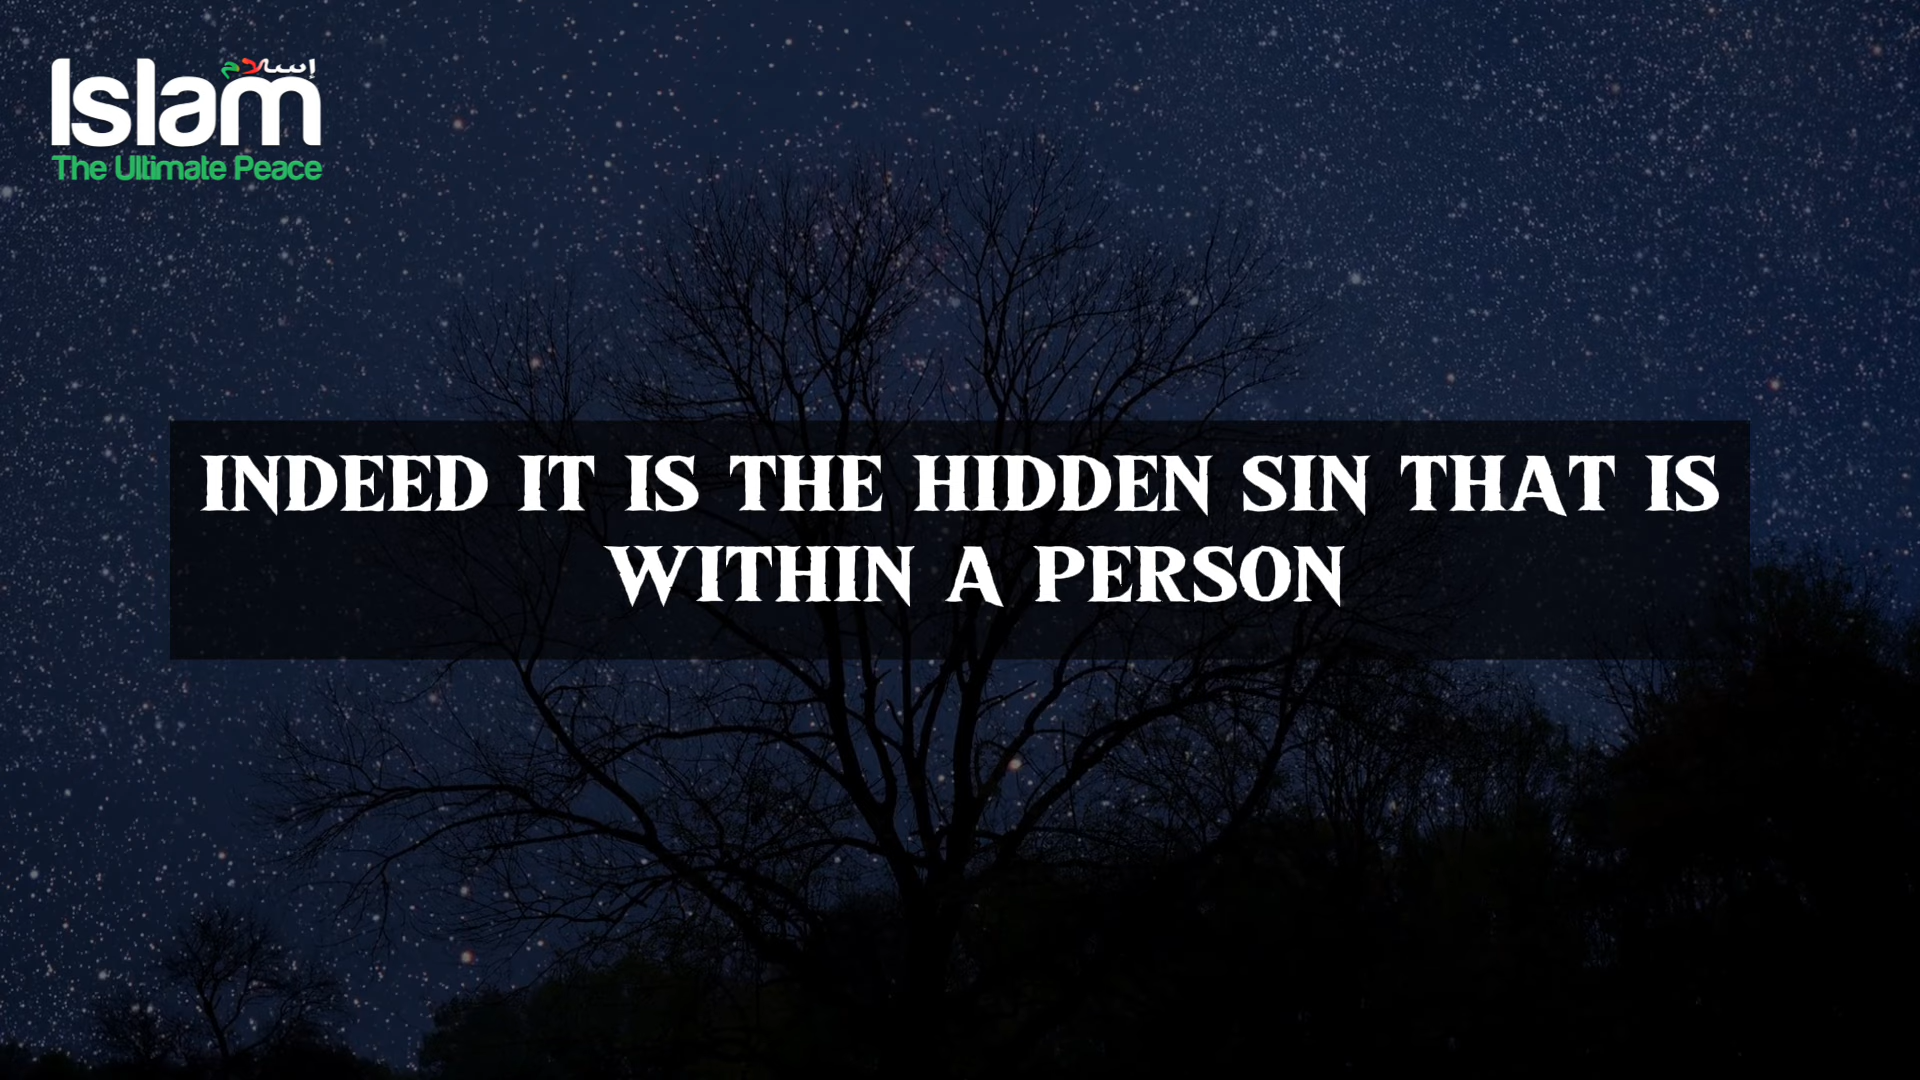 إسلام
Islam
The Ultimate Peace
INDEED IT IS THE HIDDEN SIN THAT IS
WITHIN A PERSON